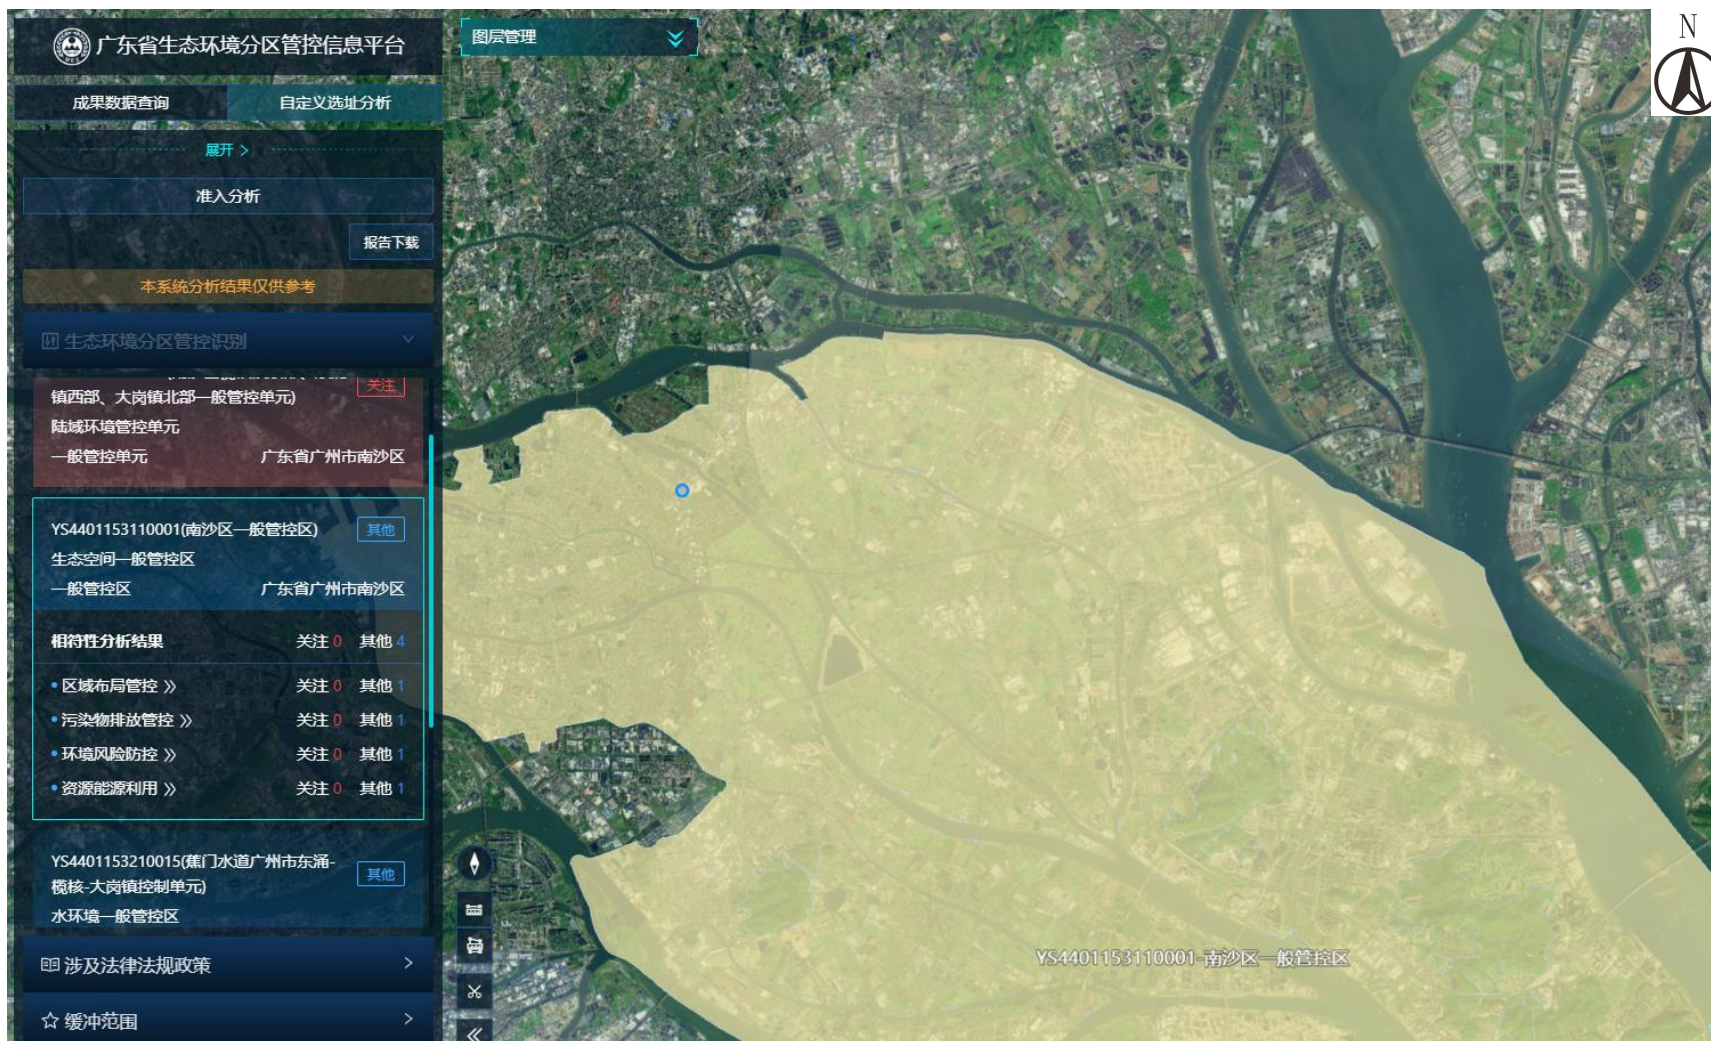 广东省生态环境分区管控信息平台
图层管理
N
成果数据查询
自定义选址分析
展开 >
准入分析
报告下载
本系统分析结果仅供参考
生态环境分区管控识别
关注
镇西部、大岗镇北部一般管控单元)
陆域环境管控单元
一般管控单元 广东省广州市南沙区
YS4401153110001(南沙区一般管控区) 其他
生态空间一般管控区
一般管控区 广东省广州市南沙区
相符性分析结果 关注 0 其他 4
区域布局管控 》 关注 0 其他 1
污染物排放管控 》 关注 0 其他 1
环境风险防控 》 关注 0 其他 1
资源能源利用 》 关注 0 其他 1
YS4401153210015(蕉门水道广州市东涌-
榄核-大岗镇控制单元) 其他
水环境一般管控区
涉及法律法规政策 >
缓冲范围 >
YS4401153110001-南沙区一般管控区